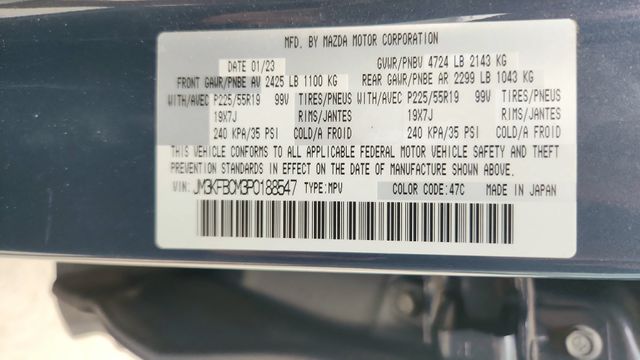 MFD. BY MAZDA MOTOR CORPORATION
DATE 01/23 GVWR/PNBV 4724 LB 2143 KG
FRONT GAWR/PNBE AV 2425 LB 1100 KG REAR GAWR/PNBE AR 2299 LB 1043 KG
WITH/AVEC P225/55R19 99V TIRES/PNEUS WITH/AVEC P225/55R19 99V TIRES/PNEUS
19X7J RIMS/JANTES 19X7J RIMS/JANTES
240 KPA/35 PSI COLD/A FROID 240 KPA/35 PSI COLD/A FROID
THIS VEHICLE CONFORMS TO ALL APPLICABLE FEDERAL MOTOR VEHICLE SAFETY AND THEFT
PREVENTION STANDARDS IN EFFECT ON THE DATE OF MANUFACTURE SHOWN ABOVE.
VIN: JM3KFBCM3P0188547 TYPE:MPV COLOR CODE:47C MADE IN JAPAN